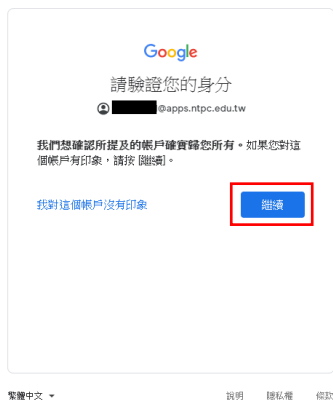 Google
請驗證您的身分
@apps.ntpc.edu.tw
我們想確認所提及的帳戶確實歸您所有。如果您對這
個帳戶有印象，請按 [繼續]。
我對這個帳戶沒有印象
繼續
繁體中文
說明
隱私權
條款